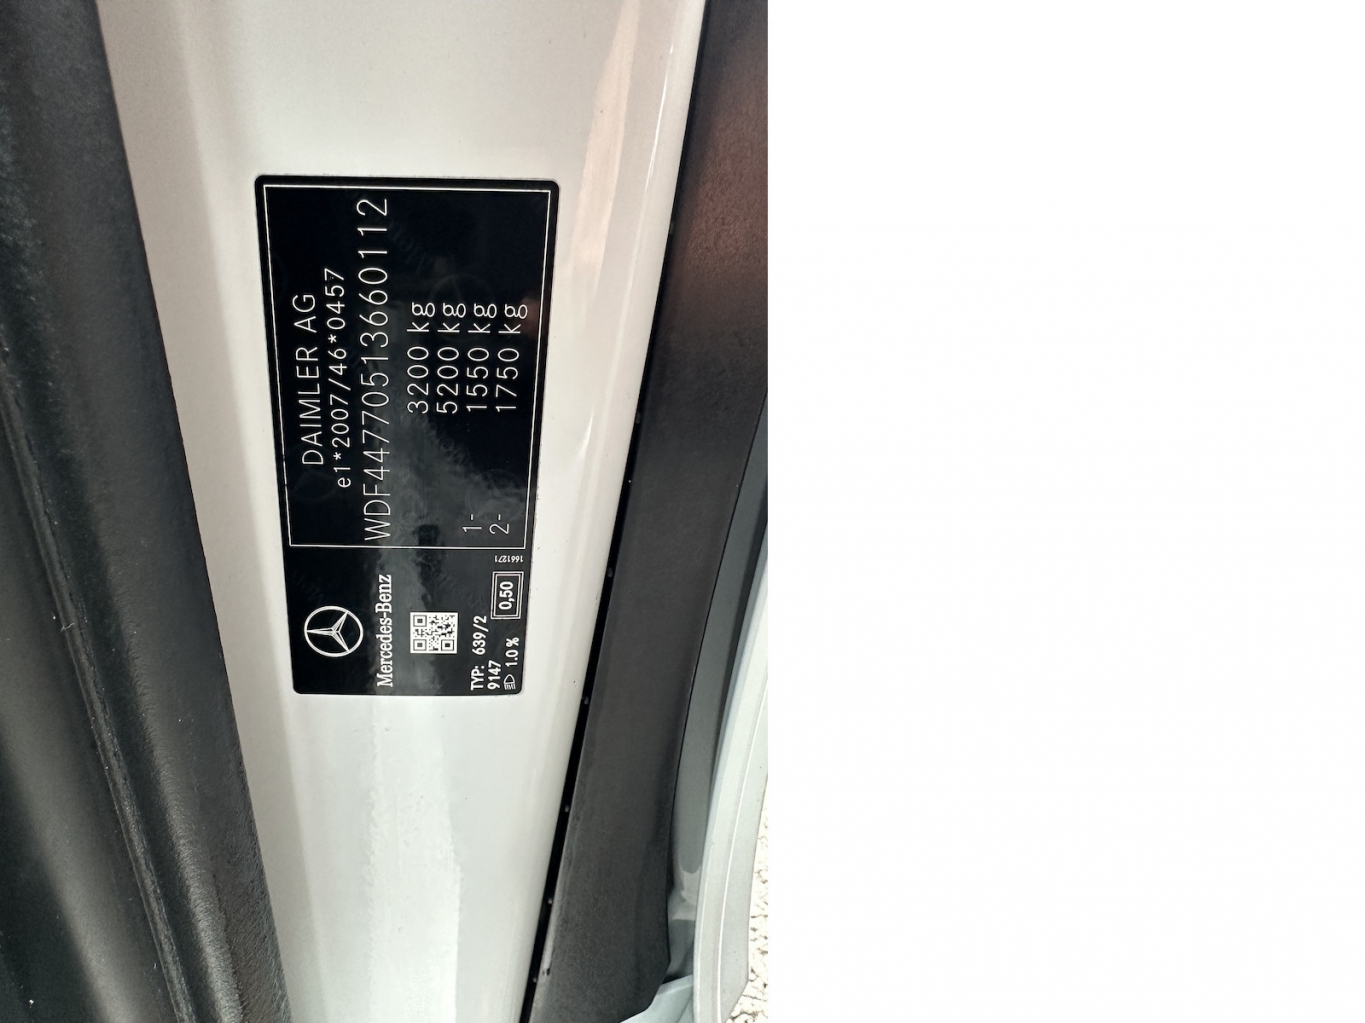 DAIMLER AG
e1*2007/46*0457
WDF44770513660112
3200 kg
5200 kg
1- 1550 kg
2- 1750 kg
Mercedes-Benz
TYP: 639/2
9147
1.0 %
0,50
1661271